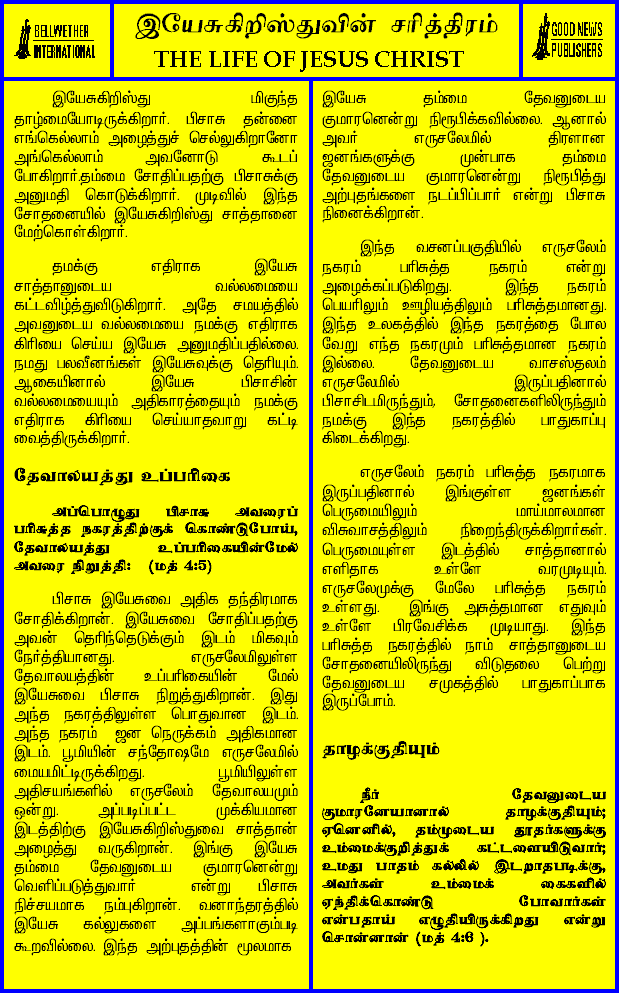 BELLWETHER
INTERNATIONAL
இயேசுகிறிஸ்துவின் சரித்திரம்
THE LIFE OF JESUS CHRIST
GOOD NEWS
PUBLISHERS
இயேசுகிறிஸ்து மிகுந்த
தாழ்மையோடிருக்கிறார். பிசாசு தன்னை
எங்கெல்லாம் அழைத்துச் செல்லுகிறானோ
அங்கெல்லாம் அவனோடு கூடப்
போகிறார்.தம்மை சோதிப்பதற்கு பிசாசுக்கு
அனுமதி கொடுக்கிறார். முடிவில் இந்த
சோதனையில் இயேசுகிறிஸ்து சாத்தானை
மேற்கொள்கிறார்.
தமக்கு எதிராக இயேசு
சாத்தானுடைய வல்லமையை
கட்டவிழ்த்துவிடுகிறார். அதே சமயத்தில்
அவனுடைய வல்லமையை நமக்கு எதிராக
கிரியை செய்ய இயேசு அனுமதிப்பதில்லை.
நமது பலவீனங்கள் இயேசுவுக்கு தெரியும்.
ஆகையினால் இயேசு பிசாசின்
வல்லமையையும் அதிகாரத்தையும் நமக்கு
எதிராக கிரியை செய்யாதவாறு கட்டி
வைத்திருக்கிறார்.
தேவாலயத்து உப்பரிகை
அப்பொழுது பிசாசு அவரைப்
பரிசுத்த நகரத்திற்குக் கொண்டுபோய்,
தேவாலயத்து உப்பரிகையின்மேல்
அவரை நிறுத்தி: (மத் 4:5)
பிசாசு இயேசுவை அதிக தந்திரமாக
சோதிக்கிறான். இயேசுவை சோதிப்பதற்கு
அவன் தெரிந்தெடுக்கும் இடம் மிகவும்
நேர்த்தியானது. எருசலேமிலுள்ள
தேவாலயத்தின் உப்பரிகையின் மேல்
இயேசுவை பிசாசு நிறுத்துகிறான். இது
அந்த நகரத்திலுள்ள பொதுவான இடம்.
அந்த நகரம் ஜன நெருக்கம் அதிகமான
இடம். பூமியின் சந்தோஷமே எருசலேமில்
மையமிட்டிருக்கிறது. பூமியிலுள்ள
அதிசயங்களில் எருசலேம் தேவாலயமும்
ஒன்று. அப்படிப்பட்ட முக்கியமான
இடத்திற்கு இயேசுகிறிஸ்துவை சாத்தான்
அழைத்து வருகிறான். இங்கு இயேசு
தம்மை தேவனுடைய குமாரனென்று
வெளிப்படுத்துவார் என்று பிசாசு
நிச்சயமாக நம்புகிறான். வனாந்தரத்தில்
இயேசு கல்லுகளை அப்பங்களாகும்படி
கூறவில்லை. இந்த அற்புதத்தின் மூலமாக
இயேசு தம்மை தேவனுடைய
குமாரனென்று நிரூபிக்கவில்லை. ஆனால்
அவர் எருசலேமில் திரளான
ஜனங்களுக்கு முன்பாக தம்மை
தேவனுடைய குமாரனென்று நிரூபித்து
அற்புதங்களை நடப்பிப்பார் என்று பிசாசு
நினைக்கிறான்.
இந்த வசனப்பகுதியில் எருசலேம்
நகரம் பரிசுத்த நகரம் என்று
அழைக்கப்படுகிறது. இந்த நகரம்
பெயரிலும் ஊழியத்திலும் பரிசுத்தமானது.
இந்த உலகத்தில் இந்த நகரத்தை போல
வேறு எந்த நகரமும் பரிசுத்தமான நகரம்
இல்லை. தேவனுடைய வாசஸ்தலம்
எருசலேமில் இருப்பதினால்
பிசாசிடமிருந்தும், சோதனைகளிலிருந்தும்
நமக்கு இந்த நகரத்தில் பாதுகாப்பு
கிடைக்கிறது.
எருசலேம் நகரம் பரிசுத்த நகரமாக
இருப்பதினால் இங்குள்ள ஜனங்கள்
பெருமையிலும் மாய்மாலமான
விசுவாசத்திலும் நிறைந்திருக்கிறார்கள்.
பெருமையுள்ள இடத்தில் சாத்தானால்
எளிதாக உள்ளே வரமுடியும்.
எருசலேமுக்கு மேலே பரிசுத்த நகரம்
உள்ளது. இங்கு அசுத்தமான எதுவும்
உள்ளே பிரவேசிக்க முடியாது. இந்த
பரிசுத்த நகரத்தில் நாம் சாத்தானுடைய
சோதனையிலிருந்து விடுதலை பெற்று
தேவனுடைய சமுகத்தில் பாதுகாப்பாக
இருப்போம்.
தாழக்குதியும்
நீர் தேவனுடைய
குமாரனேயானால் தாழக்குதியும்;
ஏனெனில், தம்முடைய தூதர்களுக்கு
உம்மைக்குறித்துக் கட்டளையிடுவார்;
உமது பாதம் கல்லில் இடறாதபடிக்கு,
அவர்கள் உம்மைக் கைகளில்
ஏந்திக்கொண்டு போவார்கள்
என்பதாய் எழுதியிருக்கிறது என்று
சொன்னான் (மத் 4:6 ).